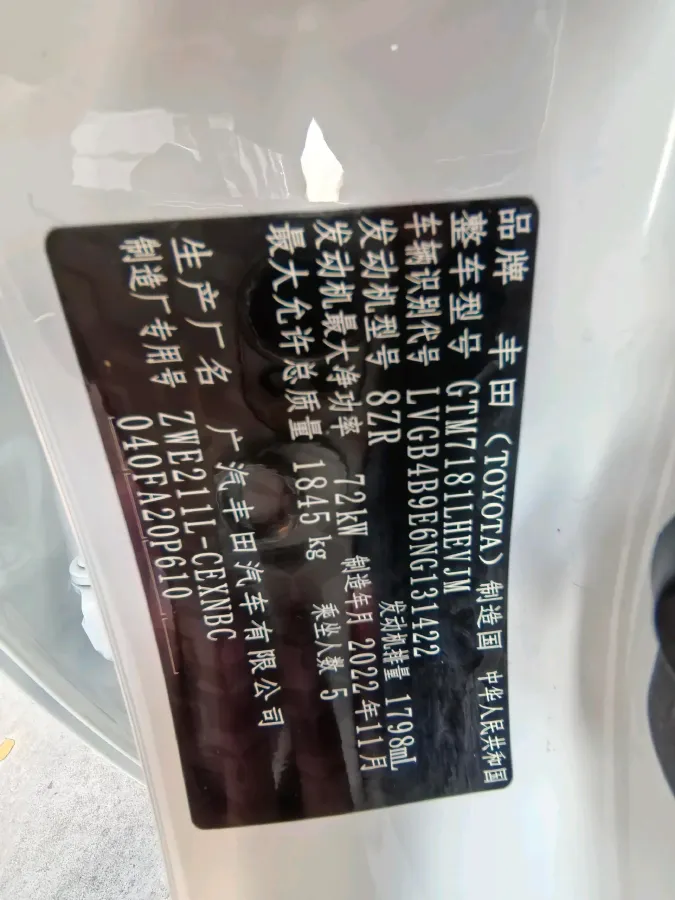 品牌 丰田(TOYOTA) 制造国 中华人民共和国
整车型号 GTM7181LHEVJM
车辆识别代号 LVGB4B9E6NG131422
发动机型号 8ZR 发动机排量 1798mL
发动机最大净功率 72kW 制造年月 2022年11月
最大允许总质量 1845kg 乘坐人数 5
生产厂名 广汽丰田汽车有限公司
制造厂专用号 ZWE211L-CEXNBC
040FA20P610